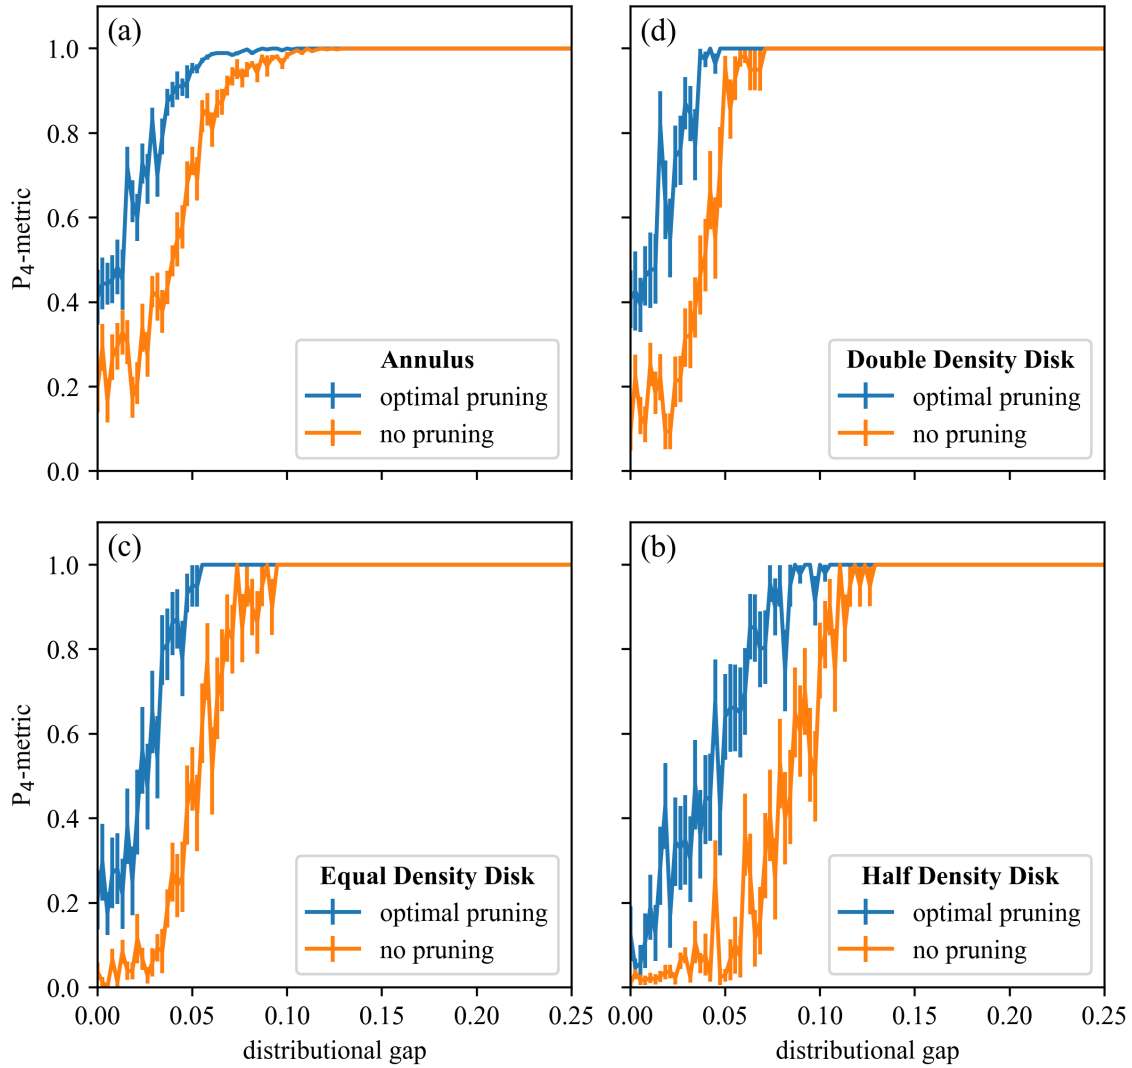 (a)
1.0
0.8
0.6
0.4
0.2
0.0
P4-metric
Annulus
optimal pruning
no pruning
(d)
Double Density Disk
optimal pruning
no pruning
(c)
1.0
0.8
0.6
0.4
0.2
0.0
P4-metric
Equal Density Disk
optimal pruning
no pruning
0.00 0.05 0.10 0.15 0.20 0.25
distributional gap
(b)
Half Density Disk
optimal pruning
no pruning
0.00 0.05 0.10 0.15 0.20 0.25
distributional gap